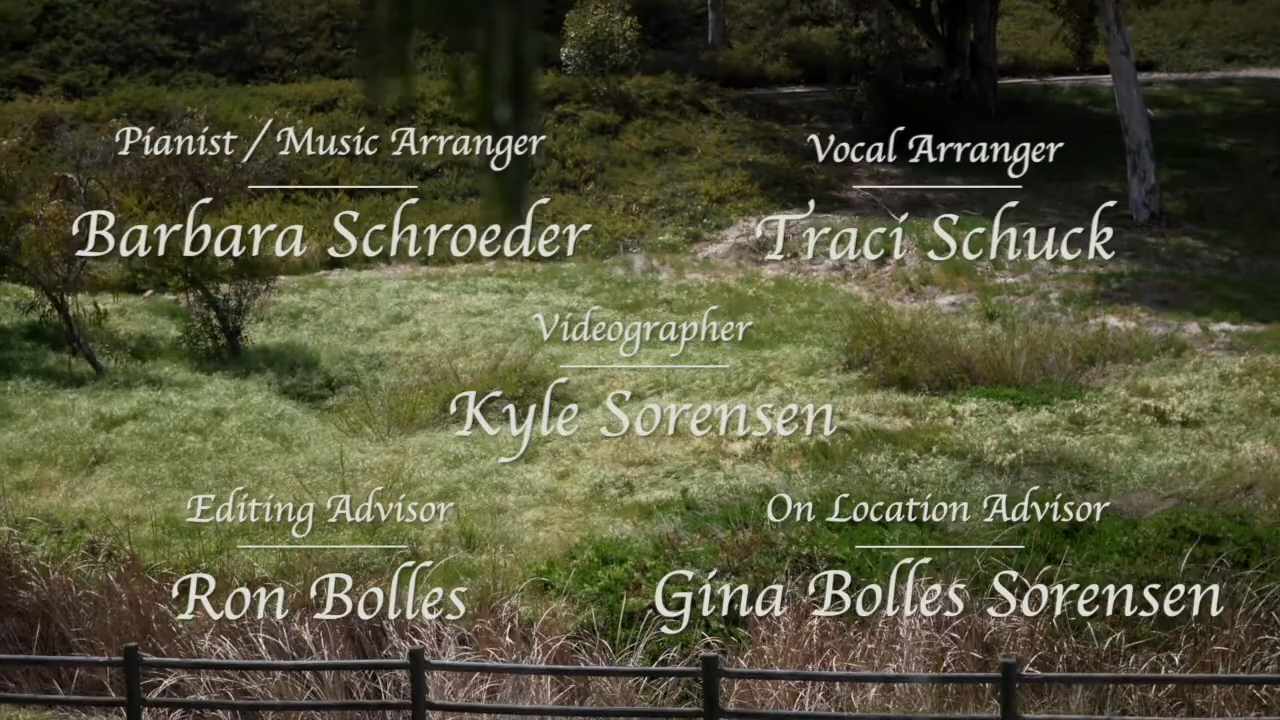 Pianist / Music Arranger
Barbara Schroeder
Vocal Arranger
Traci Schuck
Videographer
Kyle Sorensen
Editing Advisor
Ron Bolles
On Location Advisor
Gina Bolles Sorensen